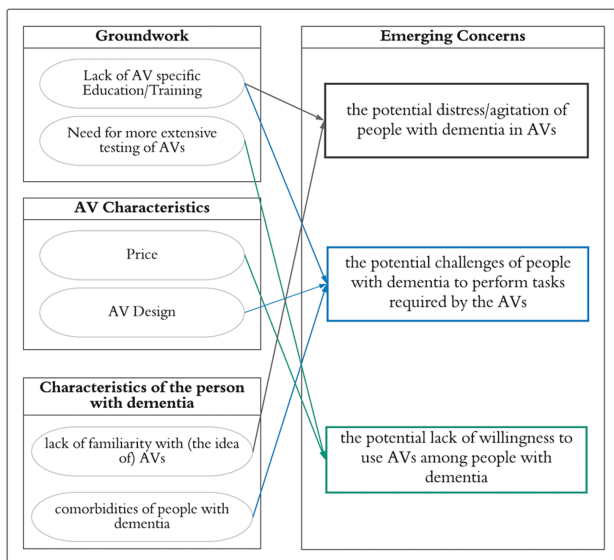 Groundwork
Lack of AV specific
Education/Training
Need for more extensive
testing of AVs
AV Characteristics
Price
AV Design
Characteristics of the person
with dementia
lack of familiarity with (the idea
of) AVs
comorbidities of people with
dementia
Emerging Concerns
the potential distress/agitation of
people with dementia in AVs
the potential challenges of people
with dementia to perform tasks
required by the AVs
the potential lack of willingness to
use AVs among people with
dementia